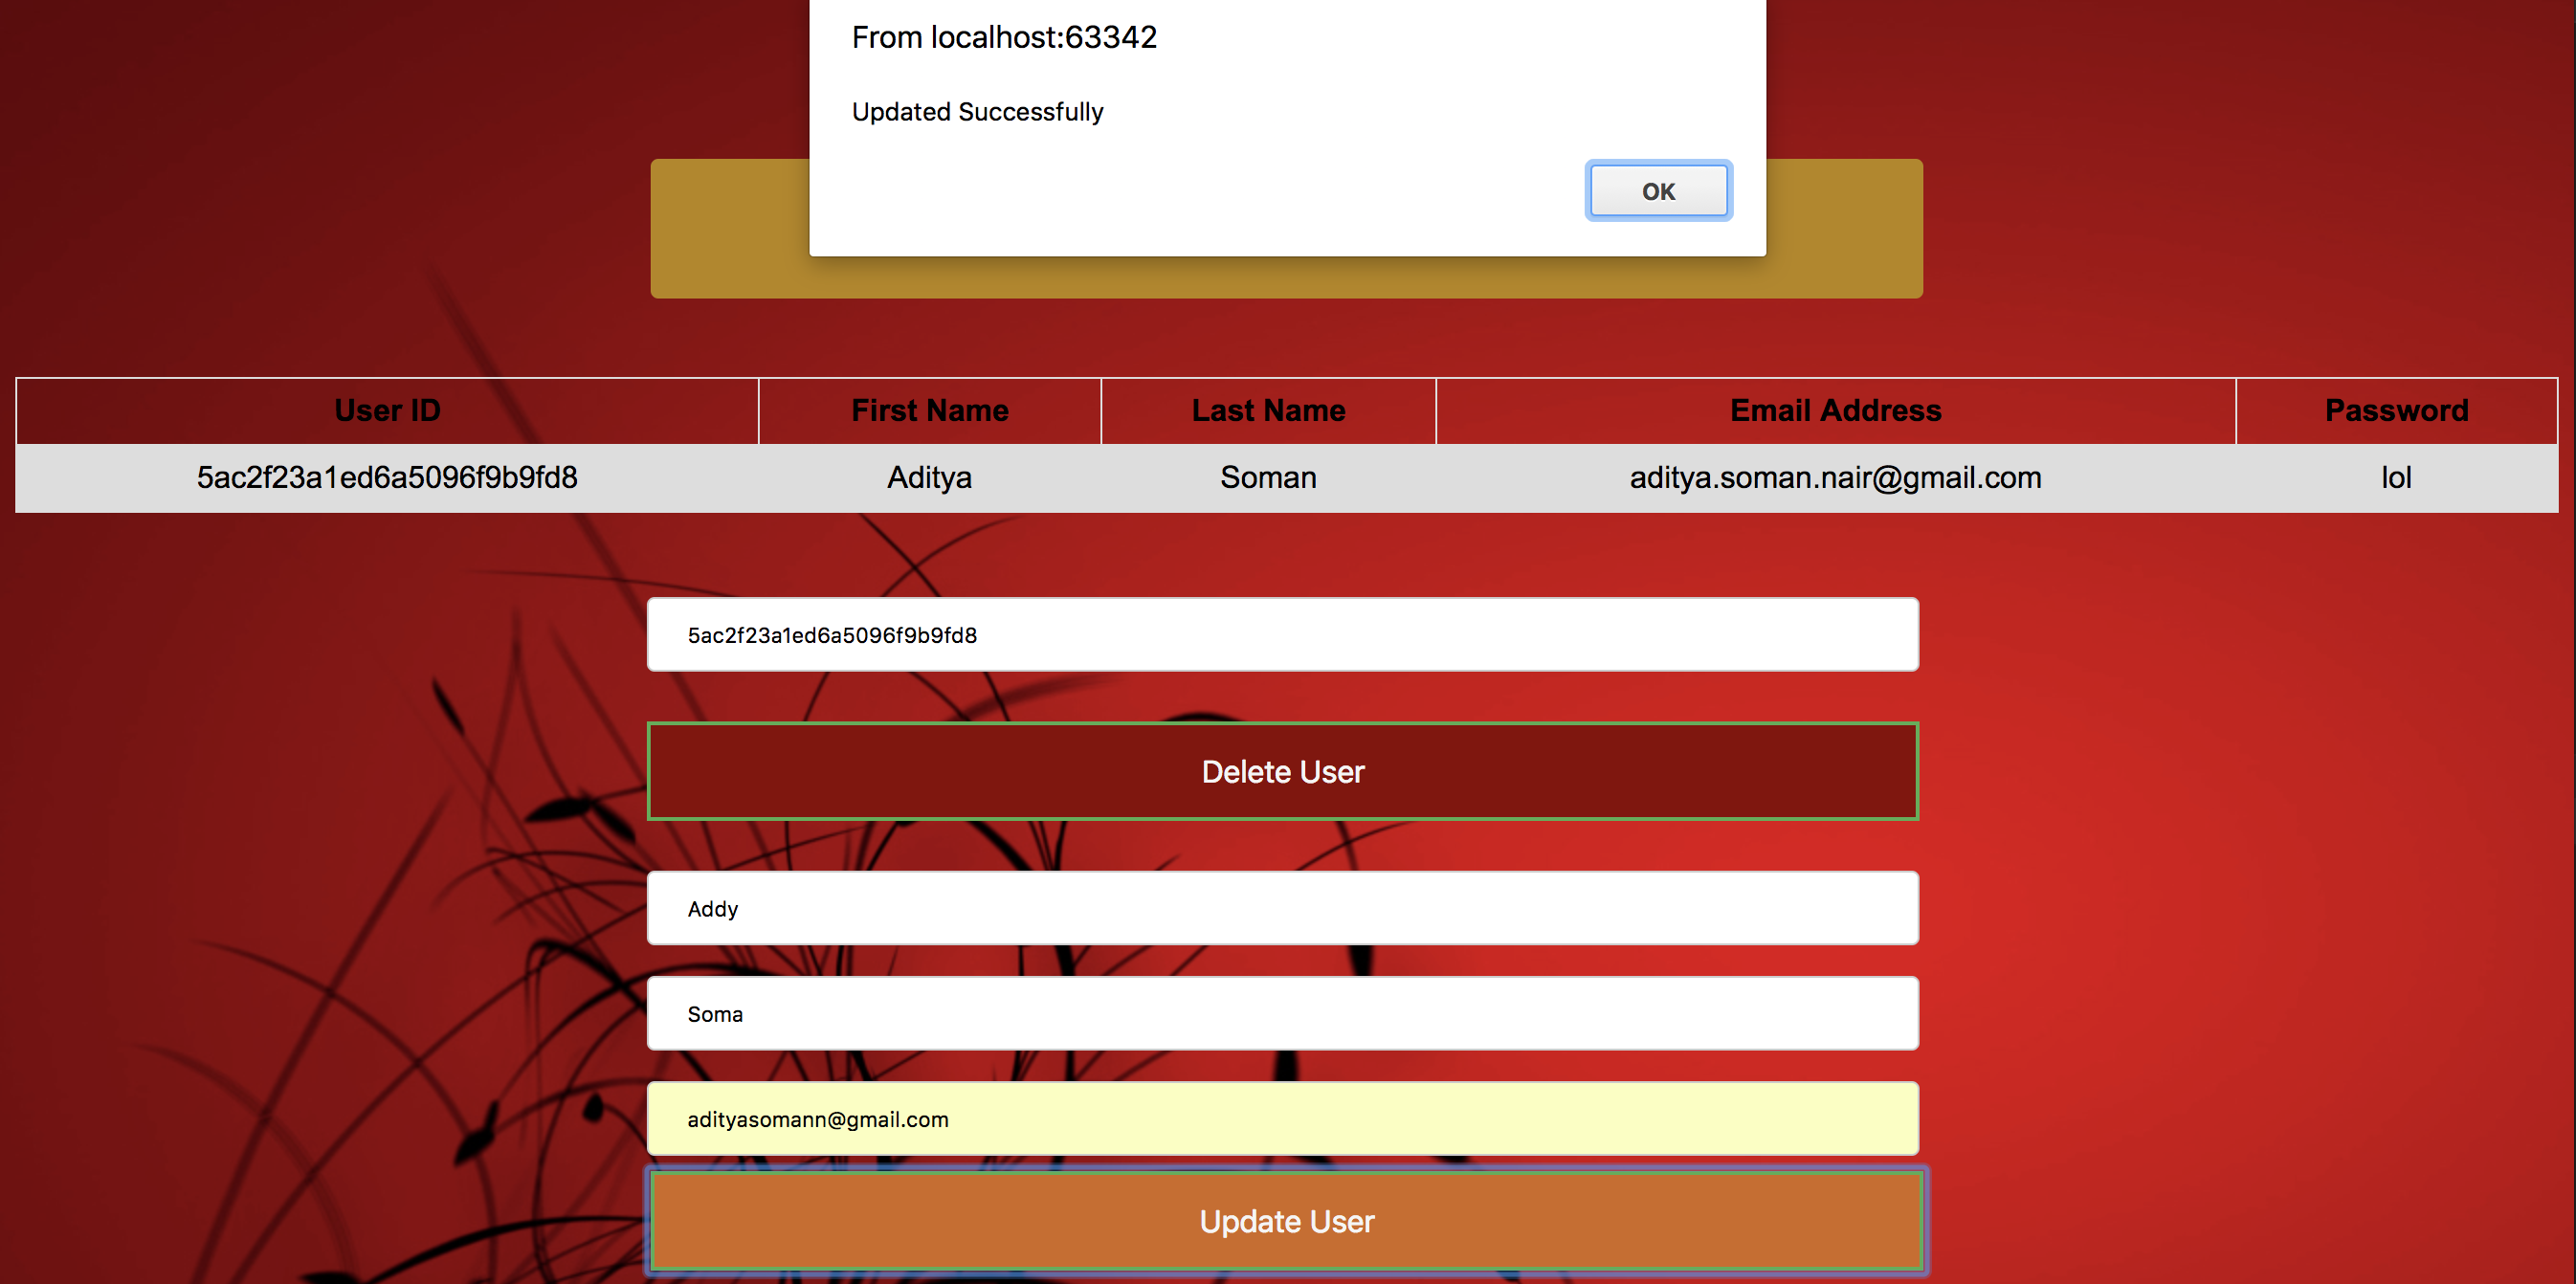 From localhost:63342
Updated Successfully
OK
User ID First Name Last Name Email Address Password
5ac2f23a1ed6a5096f9b9fd8 Aditya Soman aditya.soman.nair@gmail.com lol
5ac2f23a1ed6a5096f9b9fd8
Delete User
Addy
Soma
adityasomann@gmail.com
Update User